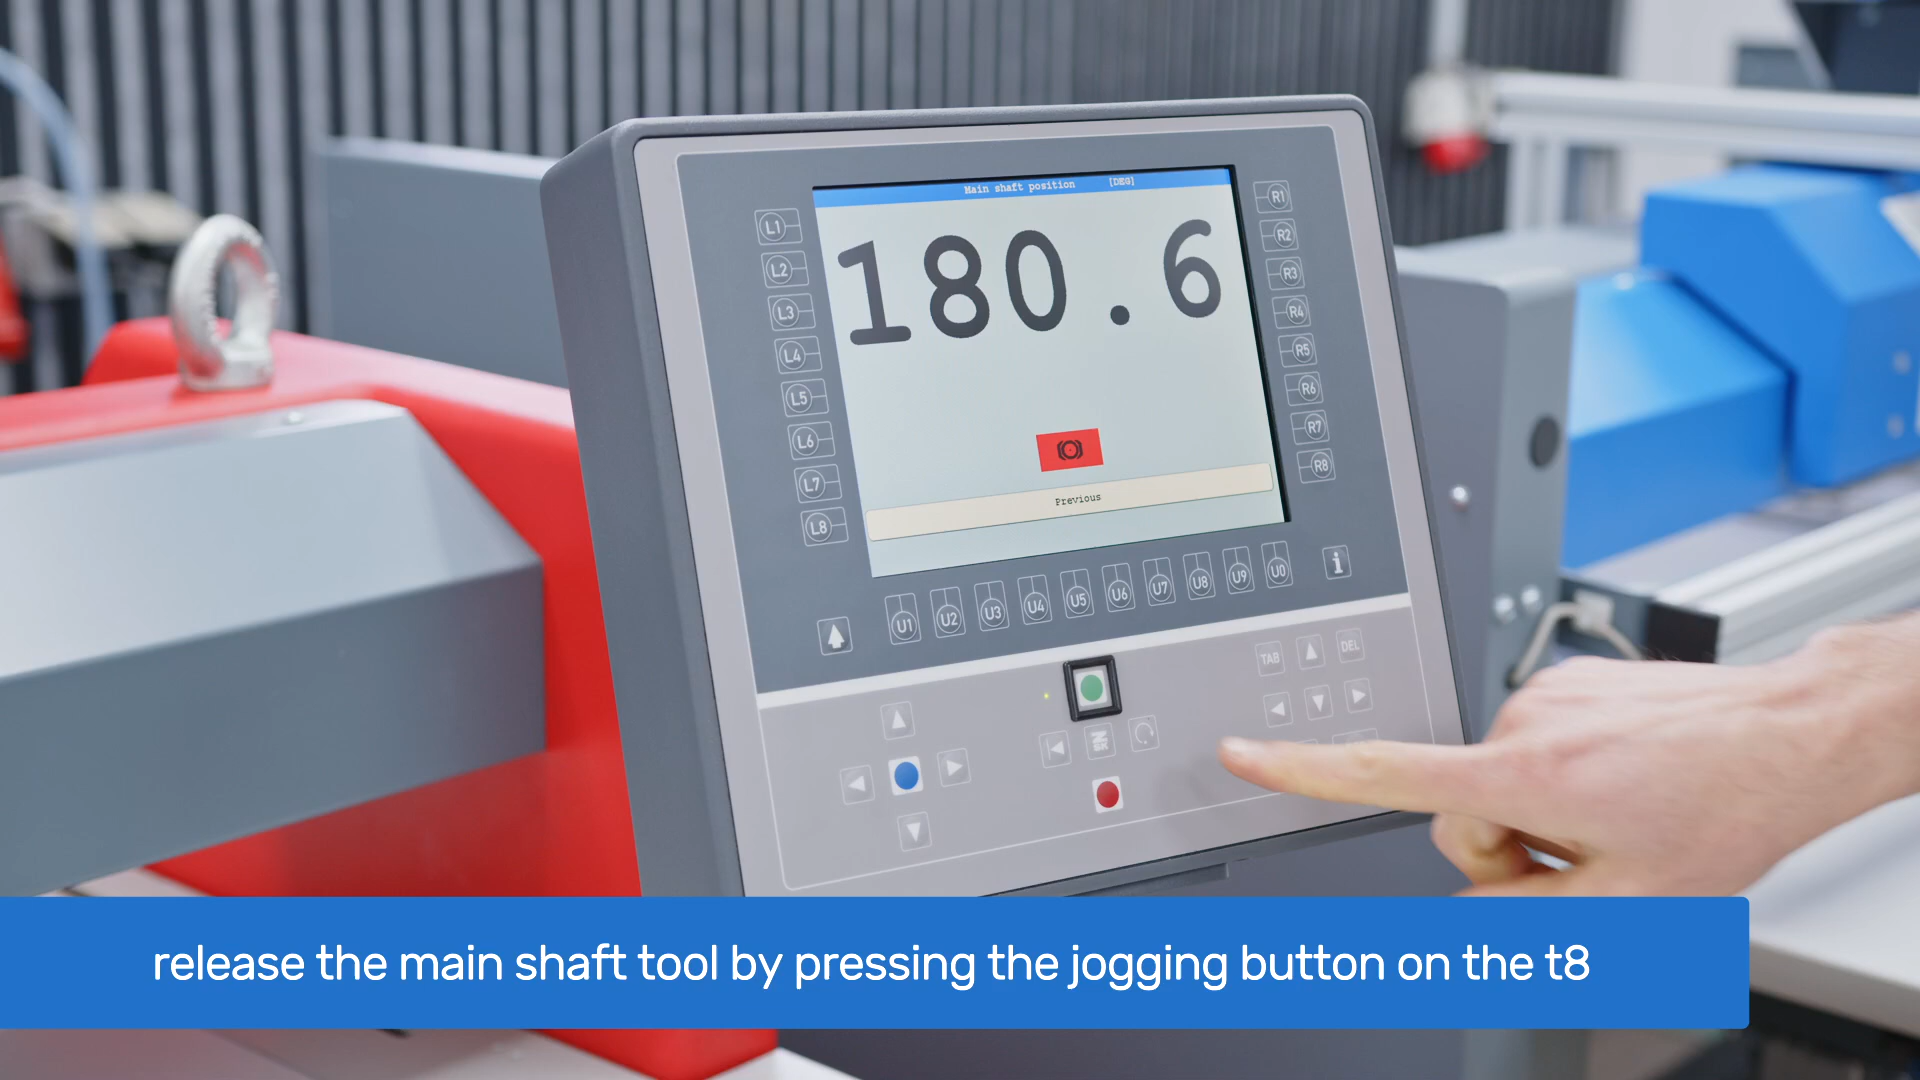 Main shaft position [DEG]
180.6
Previous
L1
L2
L3
L4
L5
L6
L7
L8
R1
R2
R3
R4
R5
R6
R7
R8
U1 U2 U3 U4 U5 U6 U7 U8 U9 U0 i
TAB DEL
SK
release the main shaft tool by pressing the jogging button on the t8